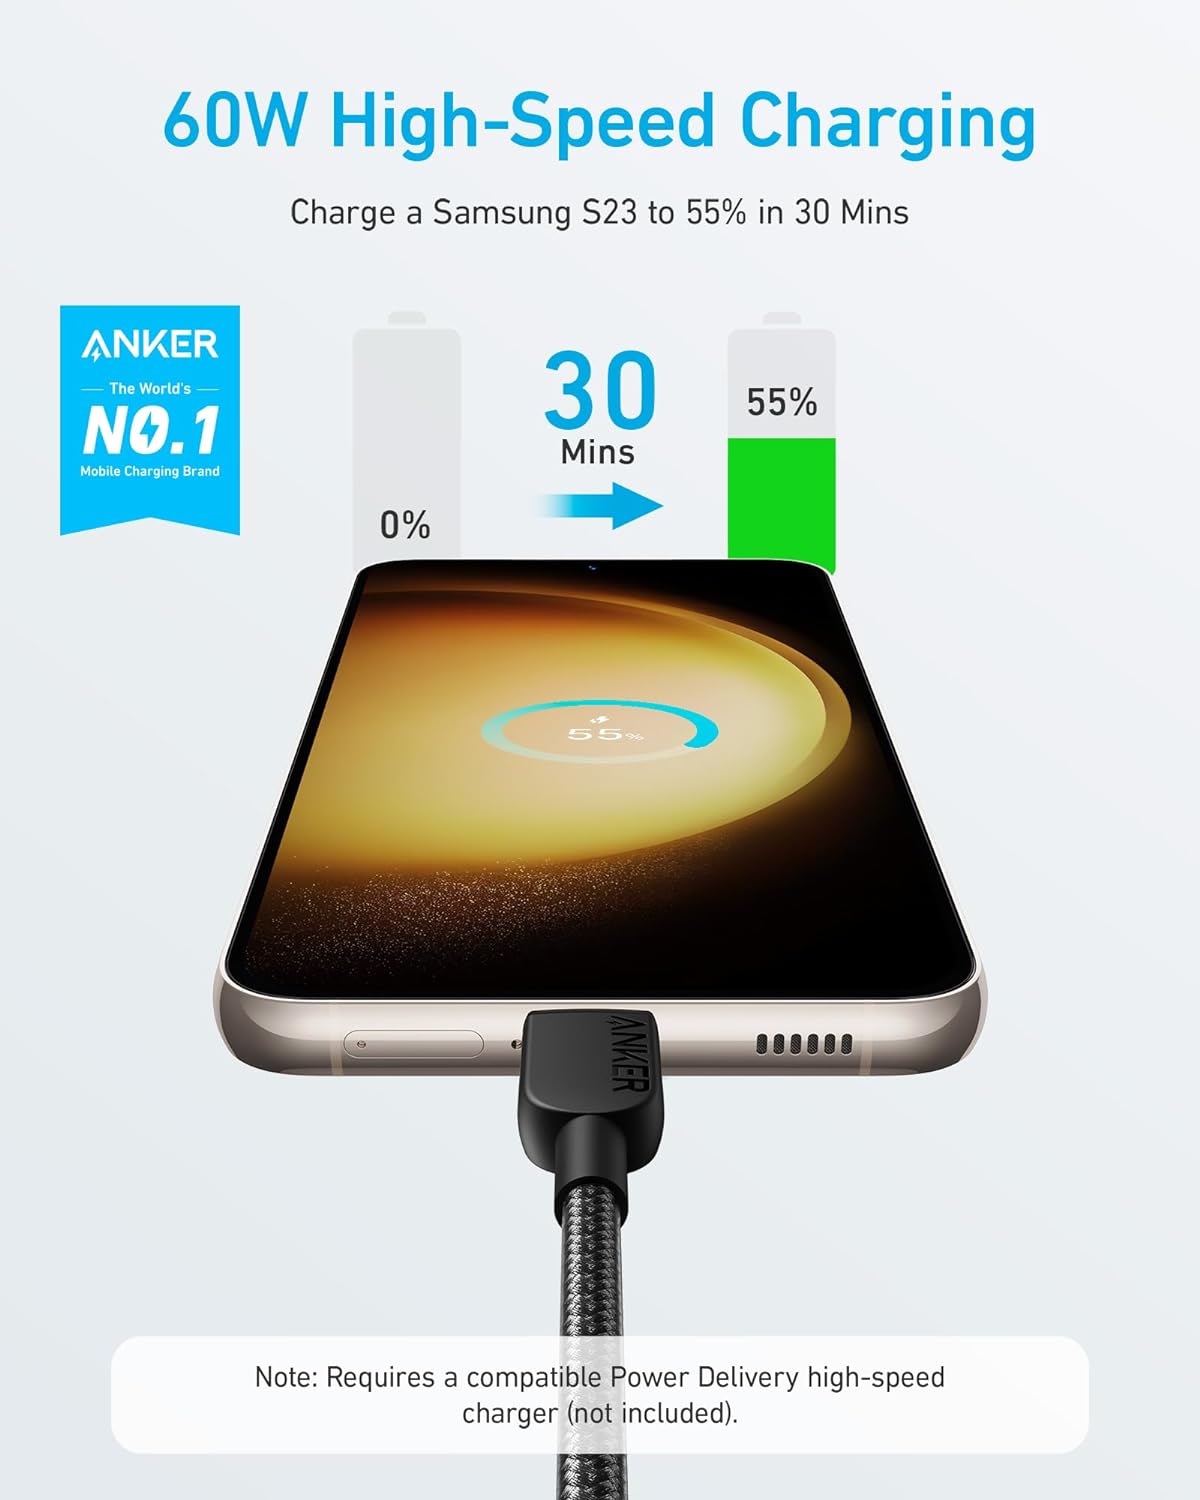 60W High-Speed Charging
Charge a Samsung S23 to 55% in 30 Mins
ANKER
The World's
NO.1
Mobile Charging Brand
0%
30
Mins
55%
55%
ANKER
Note: Requires a compatible Power Delivery high-speed
charger (not included).